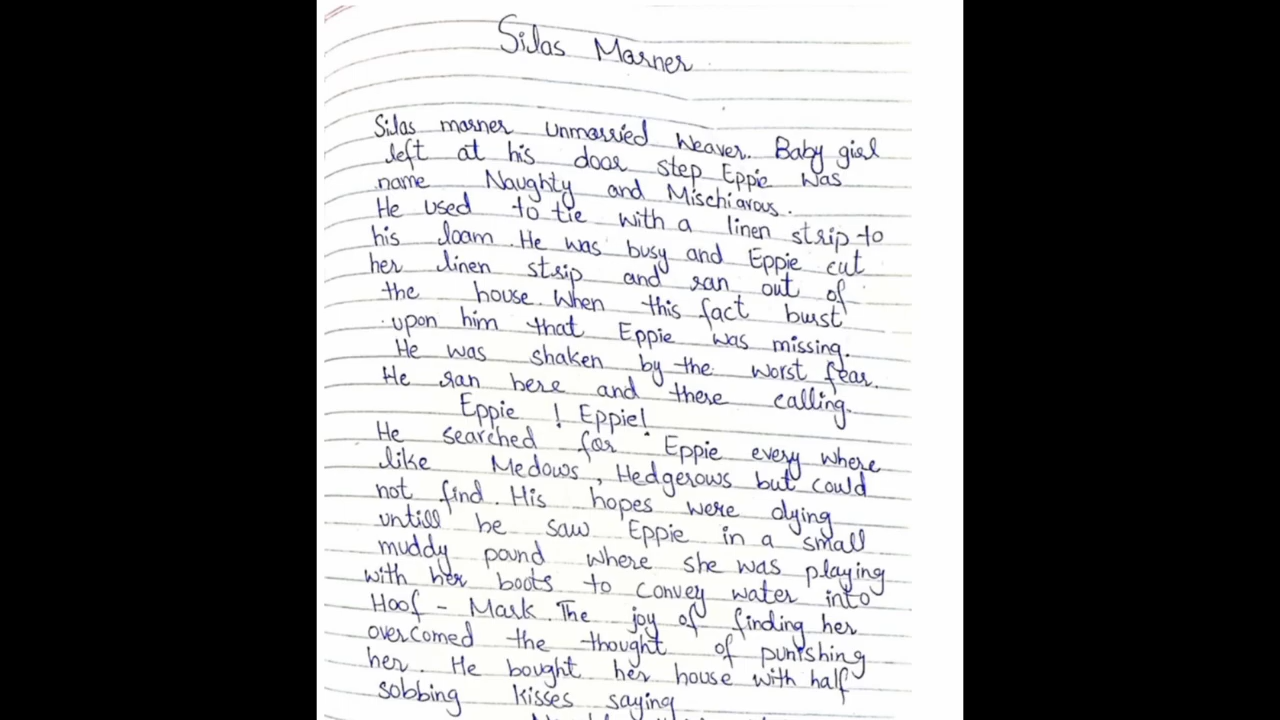 Silas Marner
Silas marner unmarried Weaver. Baby girl
left at his door step Eppie was
name Naughty and Mischiavous.
He used to tie with a linen strip to
his loam. He was busy and Eppie cut
her linen strip and ran out of
the house. When this fact burst
upon him that Eppie was missing.
He was shaken by the worst fear.
He ran here and there calling.
Eppie ! Eppie!
He searched for Eppie every where
like Medows, Hedgerows but could
not find. His hopes were dying
untill he saw Eppie in a small
muddy pound where she was playing
with her boots to convey water into
Hoof - Mark. The joy of finding her
overcomed the thought of punishing
her. He bought her house with half
sobbing kisses saying